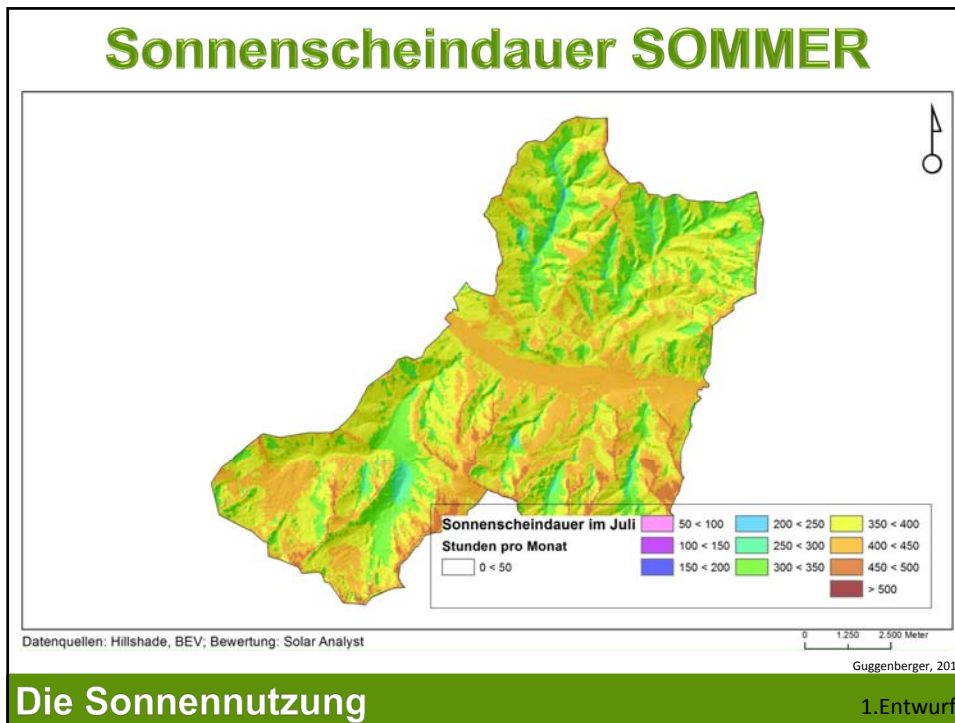 Sonnenscheindauer SOMMER
Sonnenscheindauer im Juli
Stunden pro Monat
0 < 50
50 < 100
100 < 150
150 < 200
200 < 250
250 < 300
300 < 350
350 < 400
400 < 450
450 < 500
> 500
Datenquellen: Hillshade, BEV; Bewertung: Solar Analyst
0 1.250 2.500 Meter
Guggenberger, 201
Die Sonnennutzung
1.Entwurf